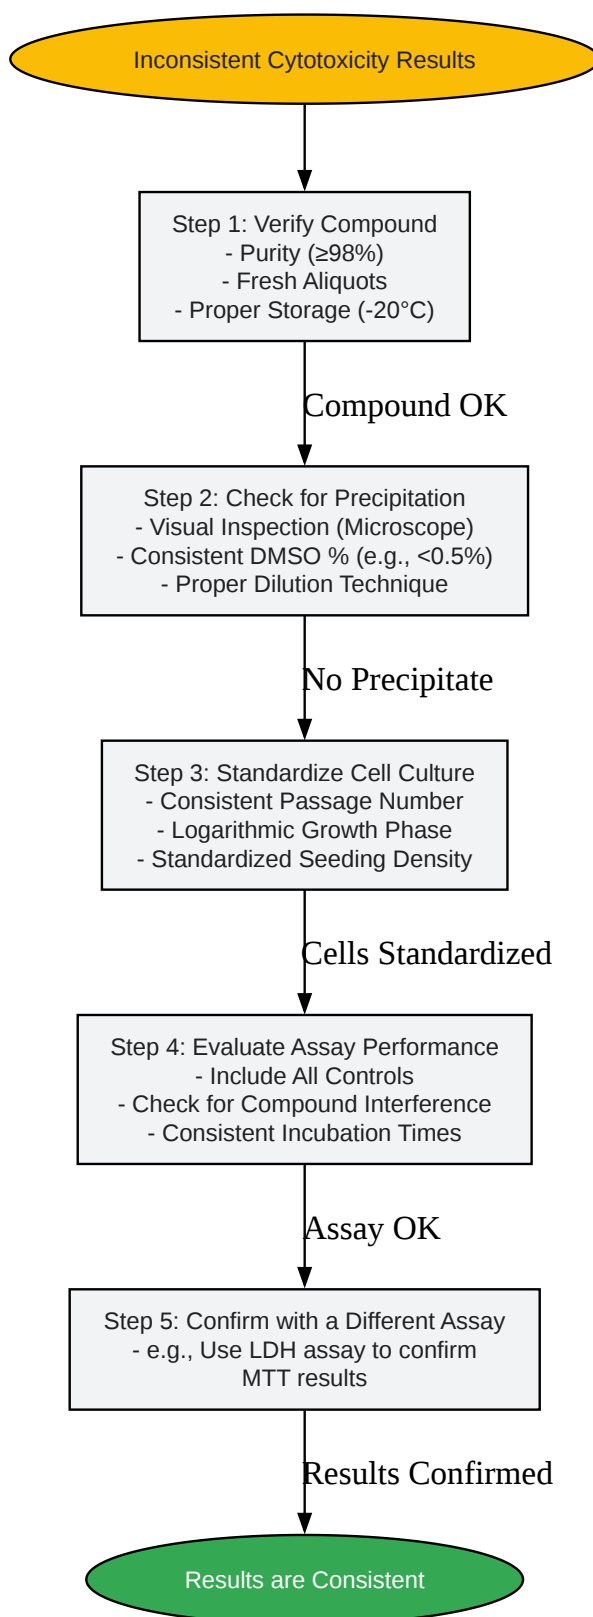 Inconsistent Cytotoxicity Results
Step 1: Verify Compound
- Purity (≥98%)
- Fresh Aliquots
- Proper Storage (-20°C)
Compound OK
Step 2: Check for Precipitation
- Visual Inspection (Microscope)
- Consistent DMSO % (e.g., <0.5%)
- Proper Dilution Technique
No Precipitate
Step 3: Standardize Cell Culture
- Consistent Passage Number
- Logarithmic Growth Phase
- Standardized Seeding Density
Cells Standardized
Step 4: Evaluate Assay Performance
- Include All Controls
- Check for Compound Interference
- Consistent Incubation Times
Assay OK
Step 5: Confirm with a Different Assay
- e.g., Use LDH assay to confirm
MTT results
Results Confirmed
Results are Consistent